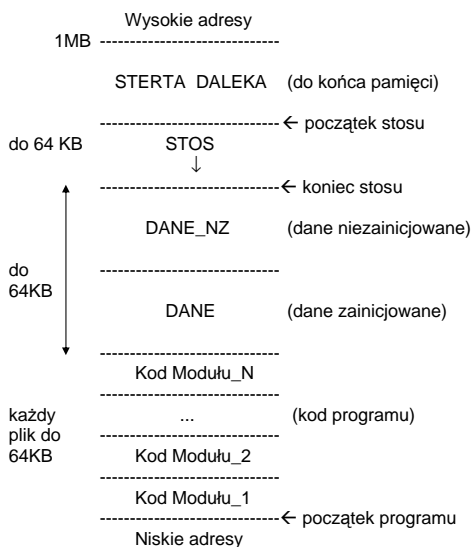 Wysokie adresy
1MB
STERTA DALEKA (do końca pamięci)
← początek stosu
do 64 KB STOS
↓
← koniec stosu
DANE_NZ (dane niezainicjowane)
do
64KB
DANE (dane zainicjowane)
Kod Modułu_N
każdy
plik do
64KB
... (kod programu)
Kod Modułu_2
Kod Modułu_1
← początek programu
Niskie adresy